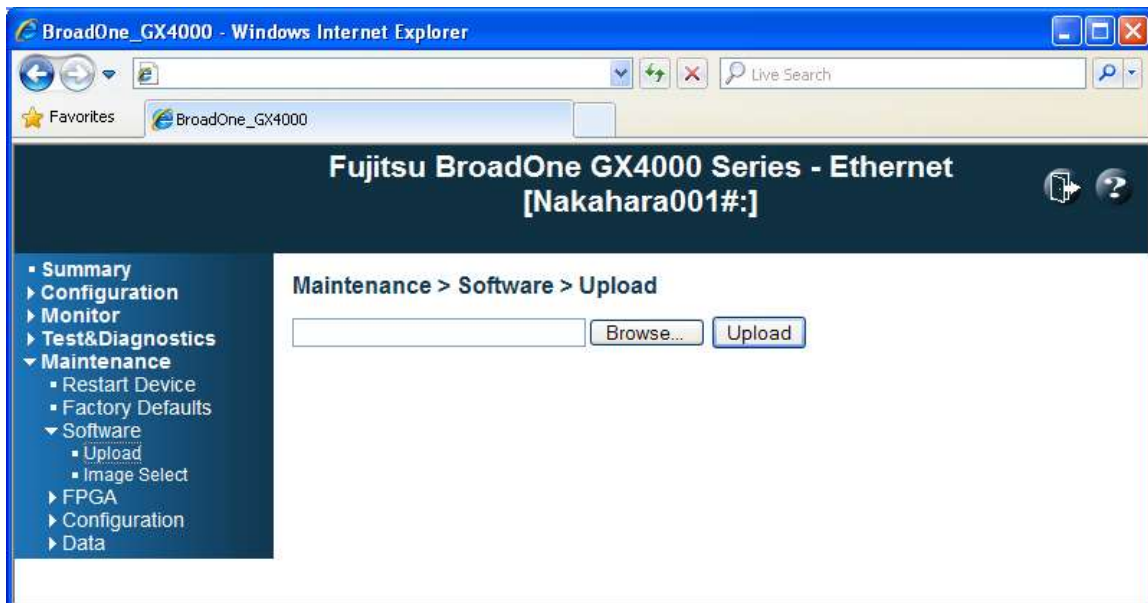 BroadOne_GX4000 - Windows Internet Explorer
Live Search
Favorites
BroadOne_GX4000
Fujitsu BroadOne GX4000 Series - Ethernet
[Nakahara001#:]
Summary
Configuration
Monitor
Test&Diagnostics
Maintenance
Restart Device
Factory Defaults
Software
Upload
Image Select
FPGA
Configuration
Data
Maintenance > Software > Upload
Browse... Upload